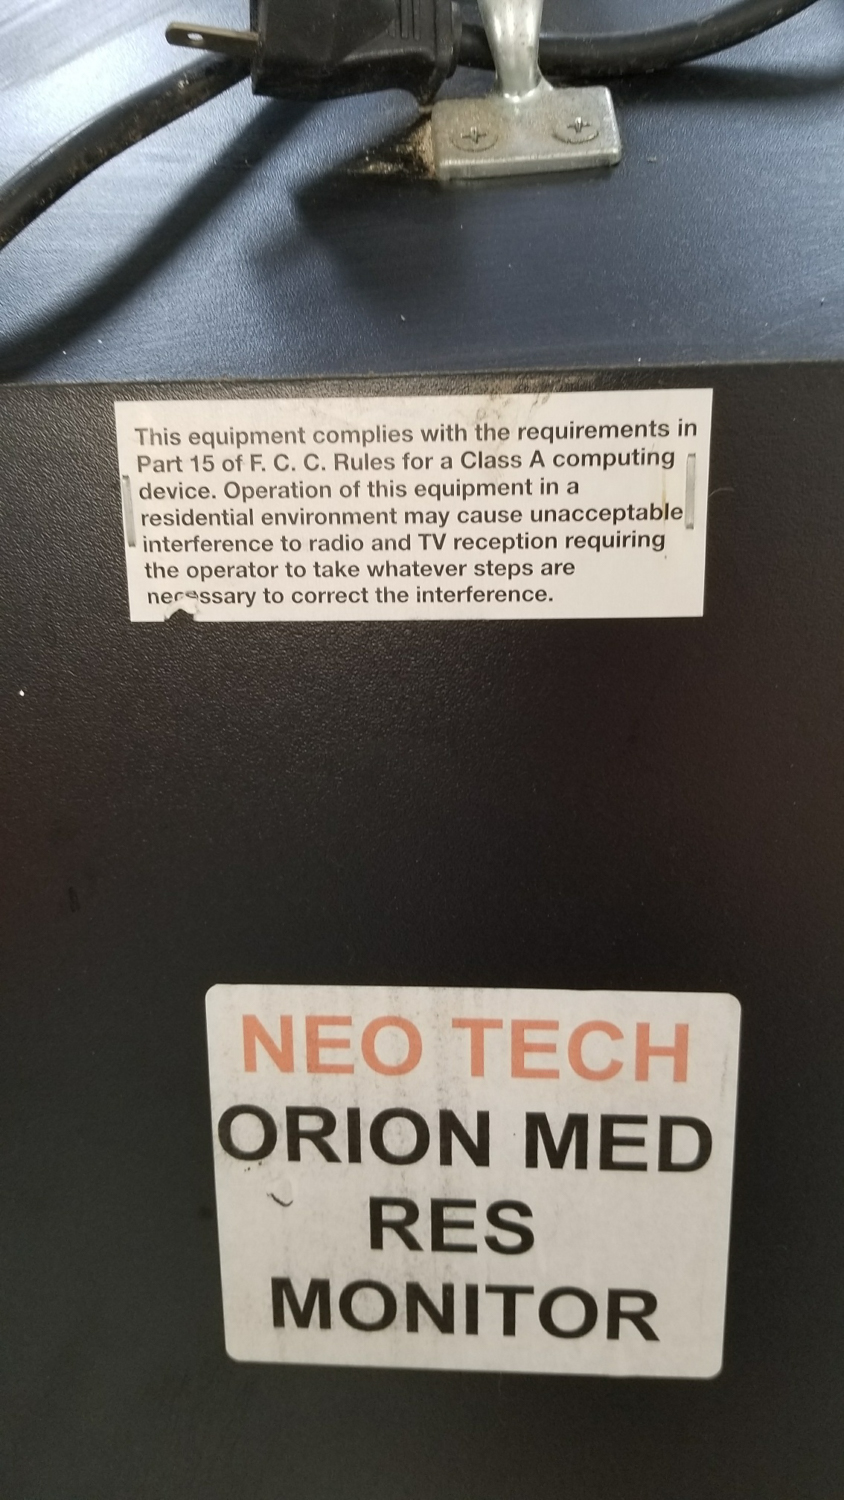 This equipment complies with the requirements in
Part 15 of F. C. C. Rules for a Class A computing
device. Operation of this equipment in a
residential environment may cause unacceptable
interference to radio and TV reception requiring
the operator to take whatever steps are
necessary to correct the interference.
NEO TECH
ORION MED
RES
MONITOR